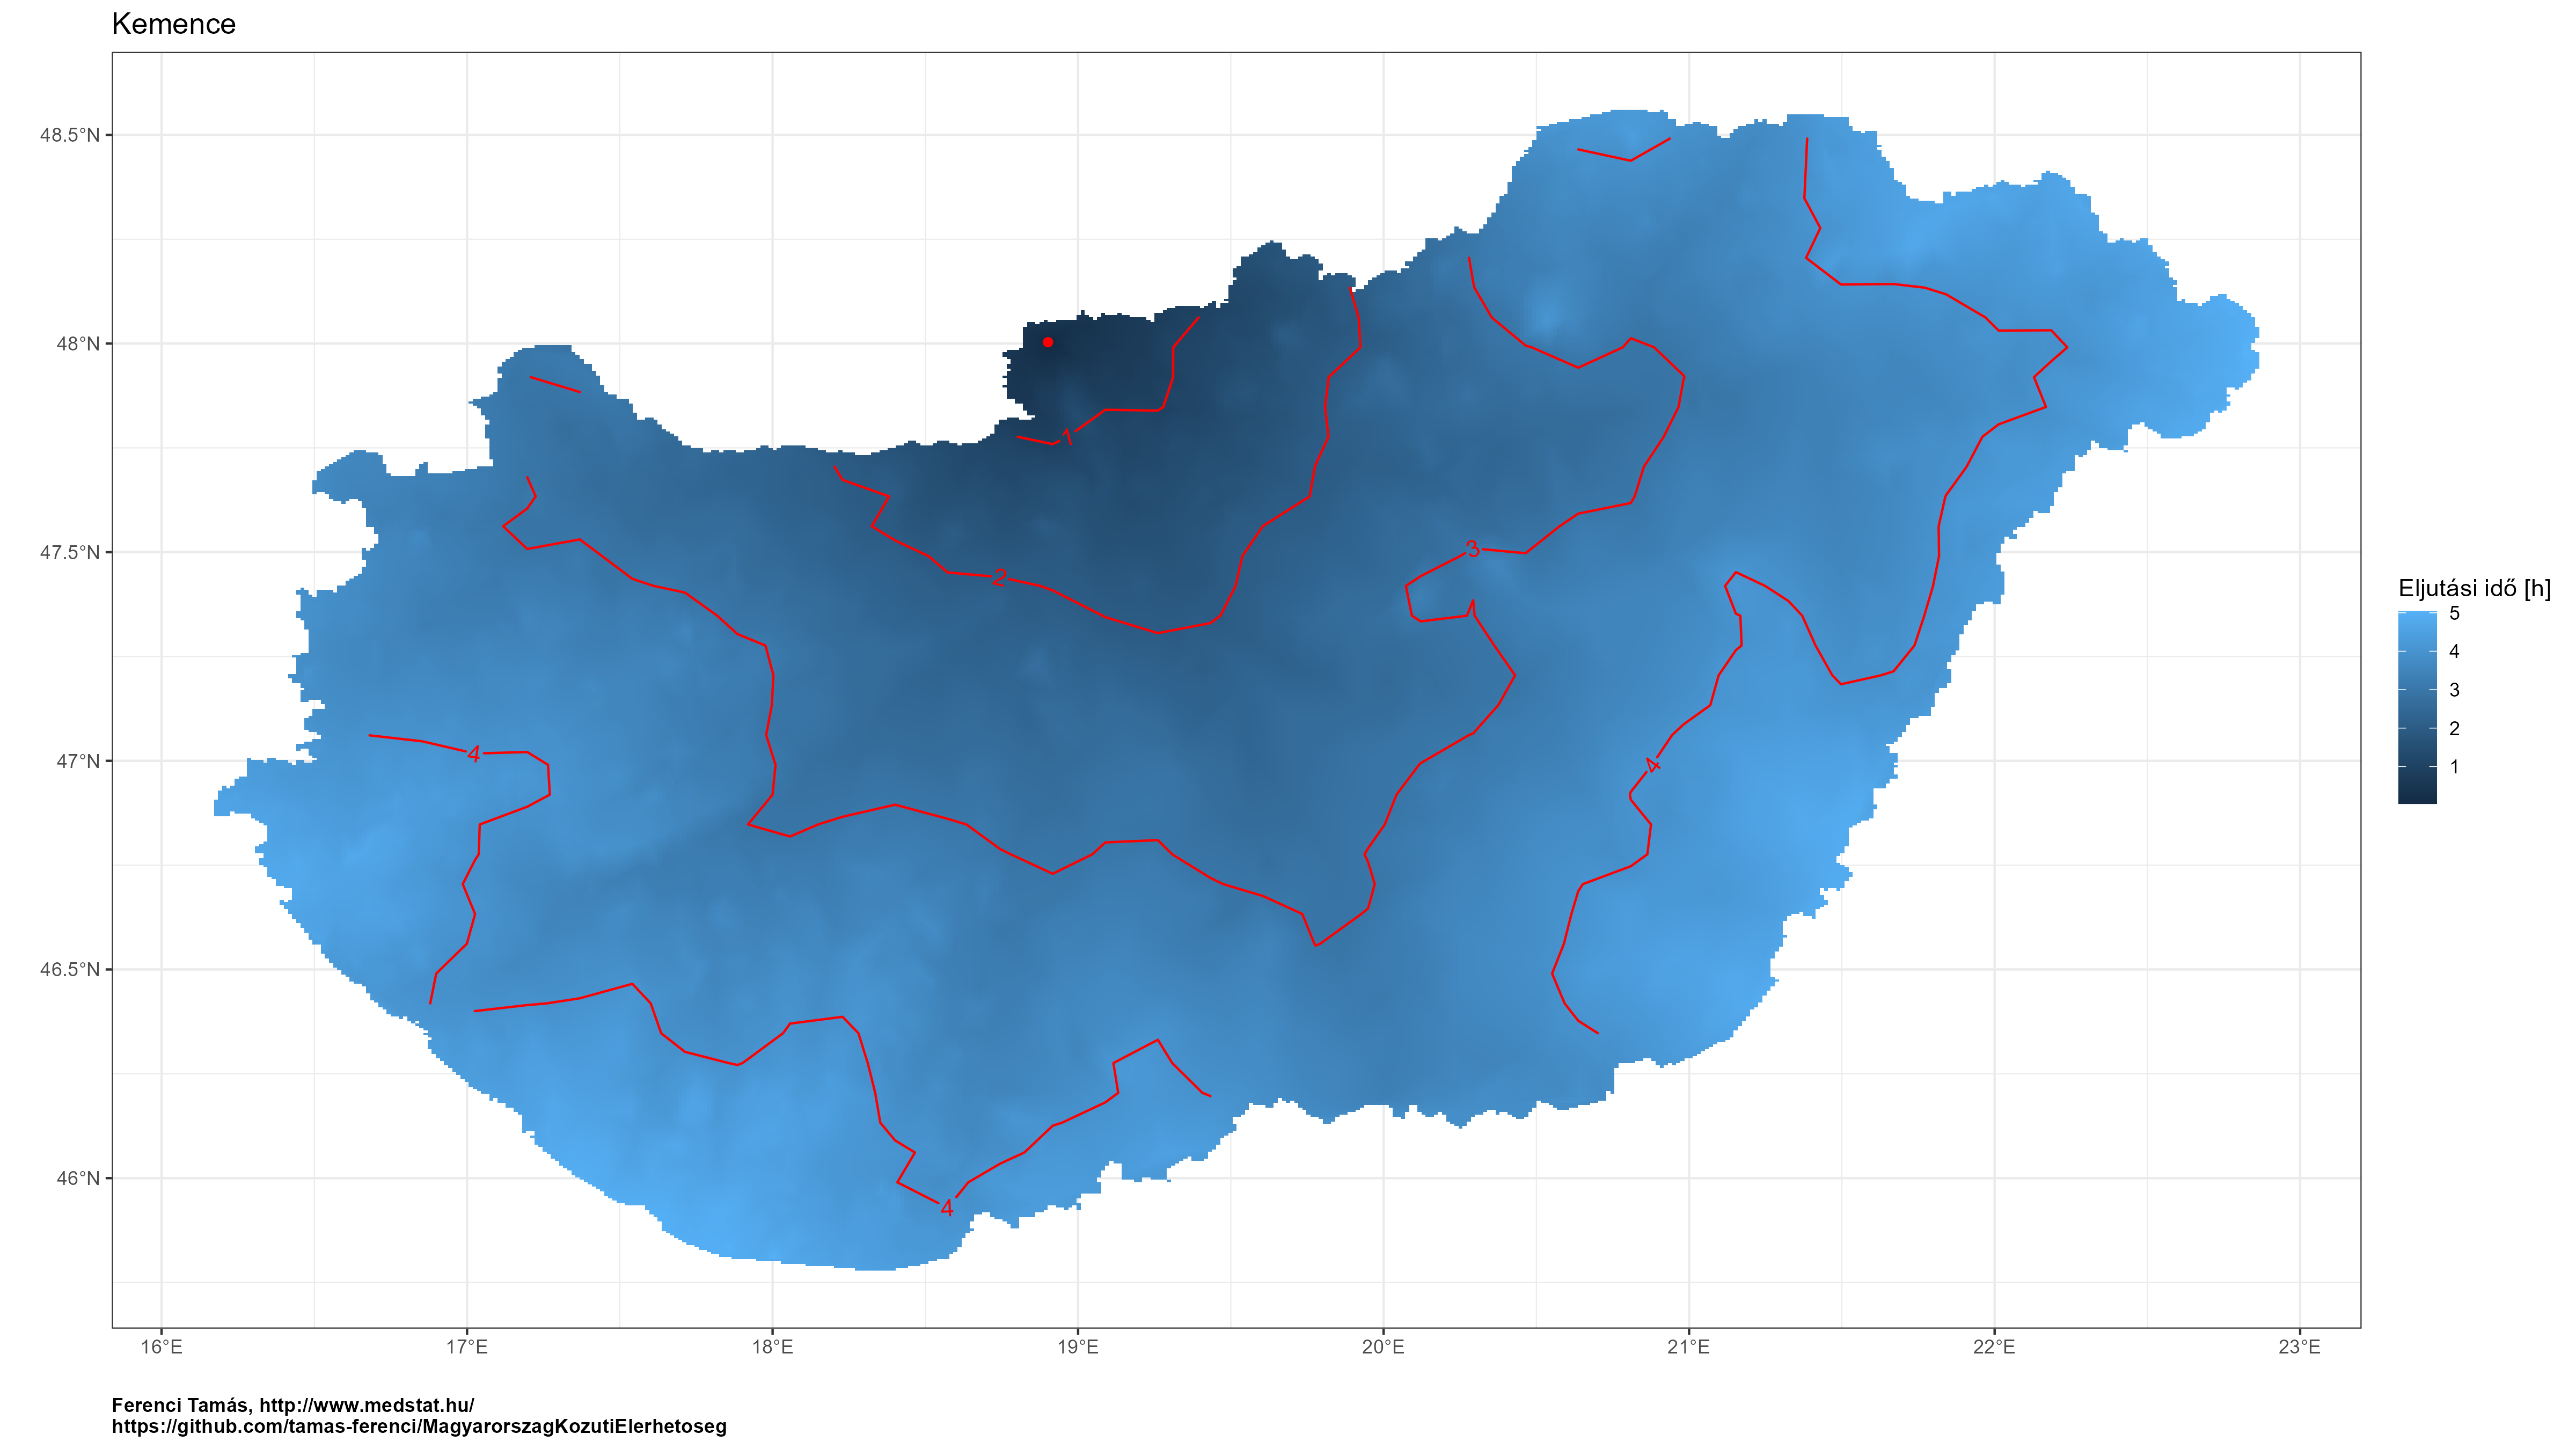 Kemence
48.5°N
48°N
47.5°N
47°N
46.5°N
46°N
1
2
3
4
4
4
16°E
17°E
18°E
19°E
20°E
21°E
22°E
23°E
Eljutási idő [h]
5
4
3
2
1
Ferenci Tamás, http://www.medstat.hu/
https://github.com/tamas-ferenci/MagyarorszagKozutiElerhetoseg